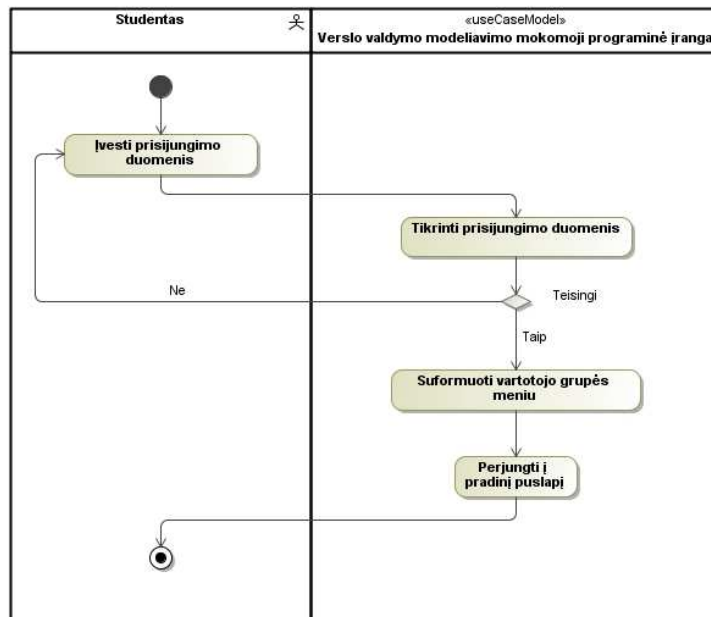 Studentas
«useCaseModel»
Verslo valdymo modeliavimo mokomoji programinė įranga
Įvesti prisijungimo
duomenis
Tikrinti prisijungimo duomenis
Ne
Teisingi
Taip
Suformuoti vartotojo grupės
meniu
Perjungti į
pradinį puslapį